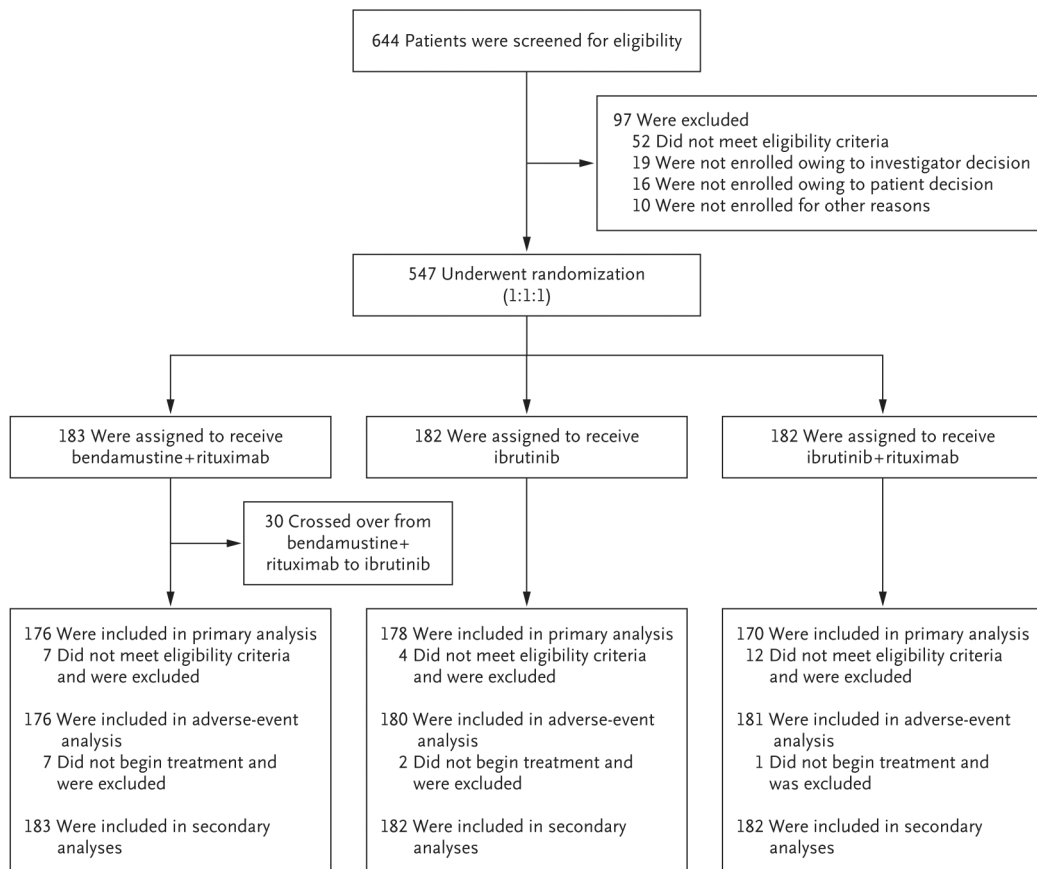 644 Patients were screened for eligibility
97 Were excluded
52 Did not meet eligibility criteria
19 Were not enrolled owing to investigator decision
16 Were not enrolled owing to patient decision
10 Were not enrolled for other reasons
547 Underwent randomization
(1:1:1)
183 Were assigned to receive
bendamustine+rituximab
182 Were assigned to receive
ibrutinib
182 Were assigned to receive
ibrutinib+rituximab
30 Crossed over from
bendamustine+
rituximab to ibrutinib
176 Were included in primary analysis
7 Did not meet eligibility criteria
and were excluded
176 Were included in adverse-event
analysis
7 Did not begin treatment and
were excluded
183 Were included in secondary
analyses
178 Were included in primary analysis
4 Did not meet eligibility criteria
and were excluded
180 Were included in adverse-event
analysis
2 Did not begin treatment and
were excluded
182 Were included in secondary
analyses
170 Were included in primary analysis
12 Did not meet eligibility criteria
and were excluded
181 Were included in adverse-event
analysis
1 Did not begin treatment and
was excluded
182 Were included in secondary
analyses